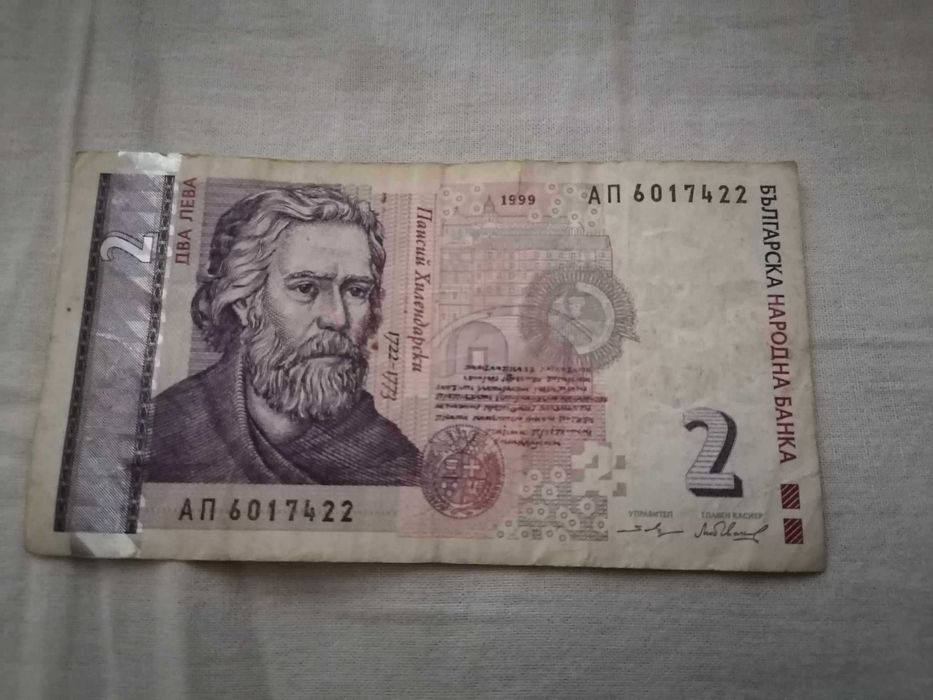 ДВА ЛЕВА
2
Паисий Хилендарски
1722-1773
1999
АП 6017422
БЪЛГАРСКА НАРОДНА БАНКА
2
УПРАВИТЕЛ
ГЛАВЕН КАСИЕР
АП 6017422